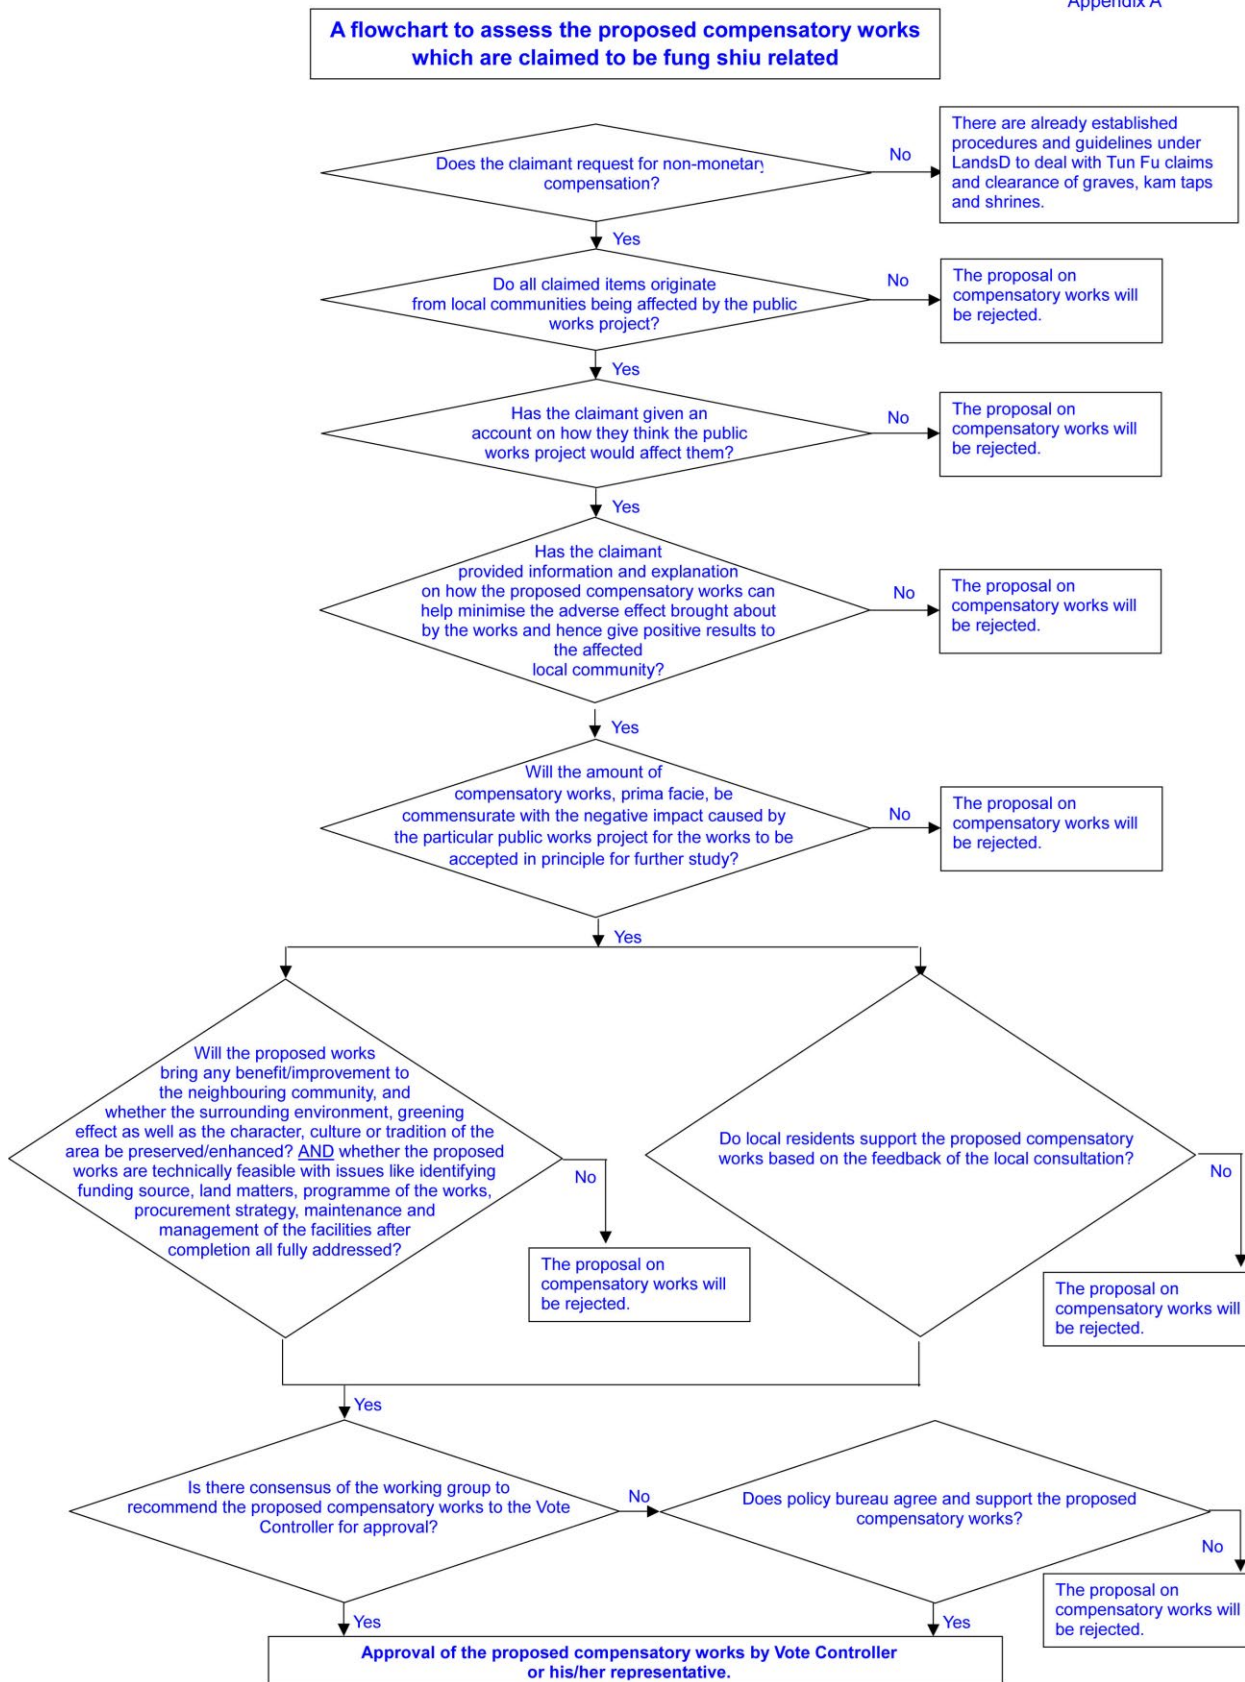 Appendix A
A flowchart to assess the proposed compensatory works
which are claimed to be fung shiu related
Does the claimant request for non-monetary
compensation?
No
There are already established
procedures and guidelines under
LandsD to deal with Tun Fu claims
and clearance of graves, kam taps
and shrines.
Yes
Do all claimed items originate
from local communities being affected by the public
works project?
No
The proposal on
compensatory works will
be rejected.
Yes
Has the claimant given an
account on how they think the public
works project would affect them?
No
The proposal on
compensatory works will
be rejected.
Yes
Has the claimant
provided information and explanation
on how the proposed compensatory works can
help minimise the adverse effect brought about
by the works and hence give positive results to
the affected
local community?
No
The proposal on
compensatory works will
be rejected.
Yes
Will the amount of
compensatory works, prima facie, be
commensurate with the negative impact caused by
the particular public works project for the works to be
accepted in principle for further study?
No
The proposal on
compensatory works will
be rejected.
Yes
Will the proposed works
bring any benefit/improvement to
the neighbouring community, and
whether the surrounding environment, greening
effect as well as the character, culture or tradition of the
area be preserved/enhanced? AND whether the proposed
works are technically feasible with issues like identifying
funding source, land matters, programme of the works,
procurement strategy, maintenance and
management of the facilities after
completion all fully addressed?
No
The proposal on
compensatory works will
be rejected.
Do local residents support the proposed compensatory
works based on the feedback of the local consultation?
No
The proposal on
compensatory works will
be rejected.
Yes
Is there consensus of the working group to
recommend the proposed compensatory works to the Vote
Controller for approval?
No
Does policy bureau agree and support the proposed
compensatory works?
No
The proposal on
compensatory works will
be rejected.
Yes
Yes
Approval of the proposed compensatory works by Vote Controller
or his/her representative.